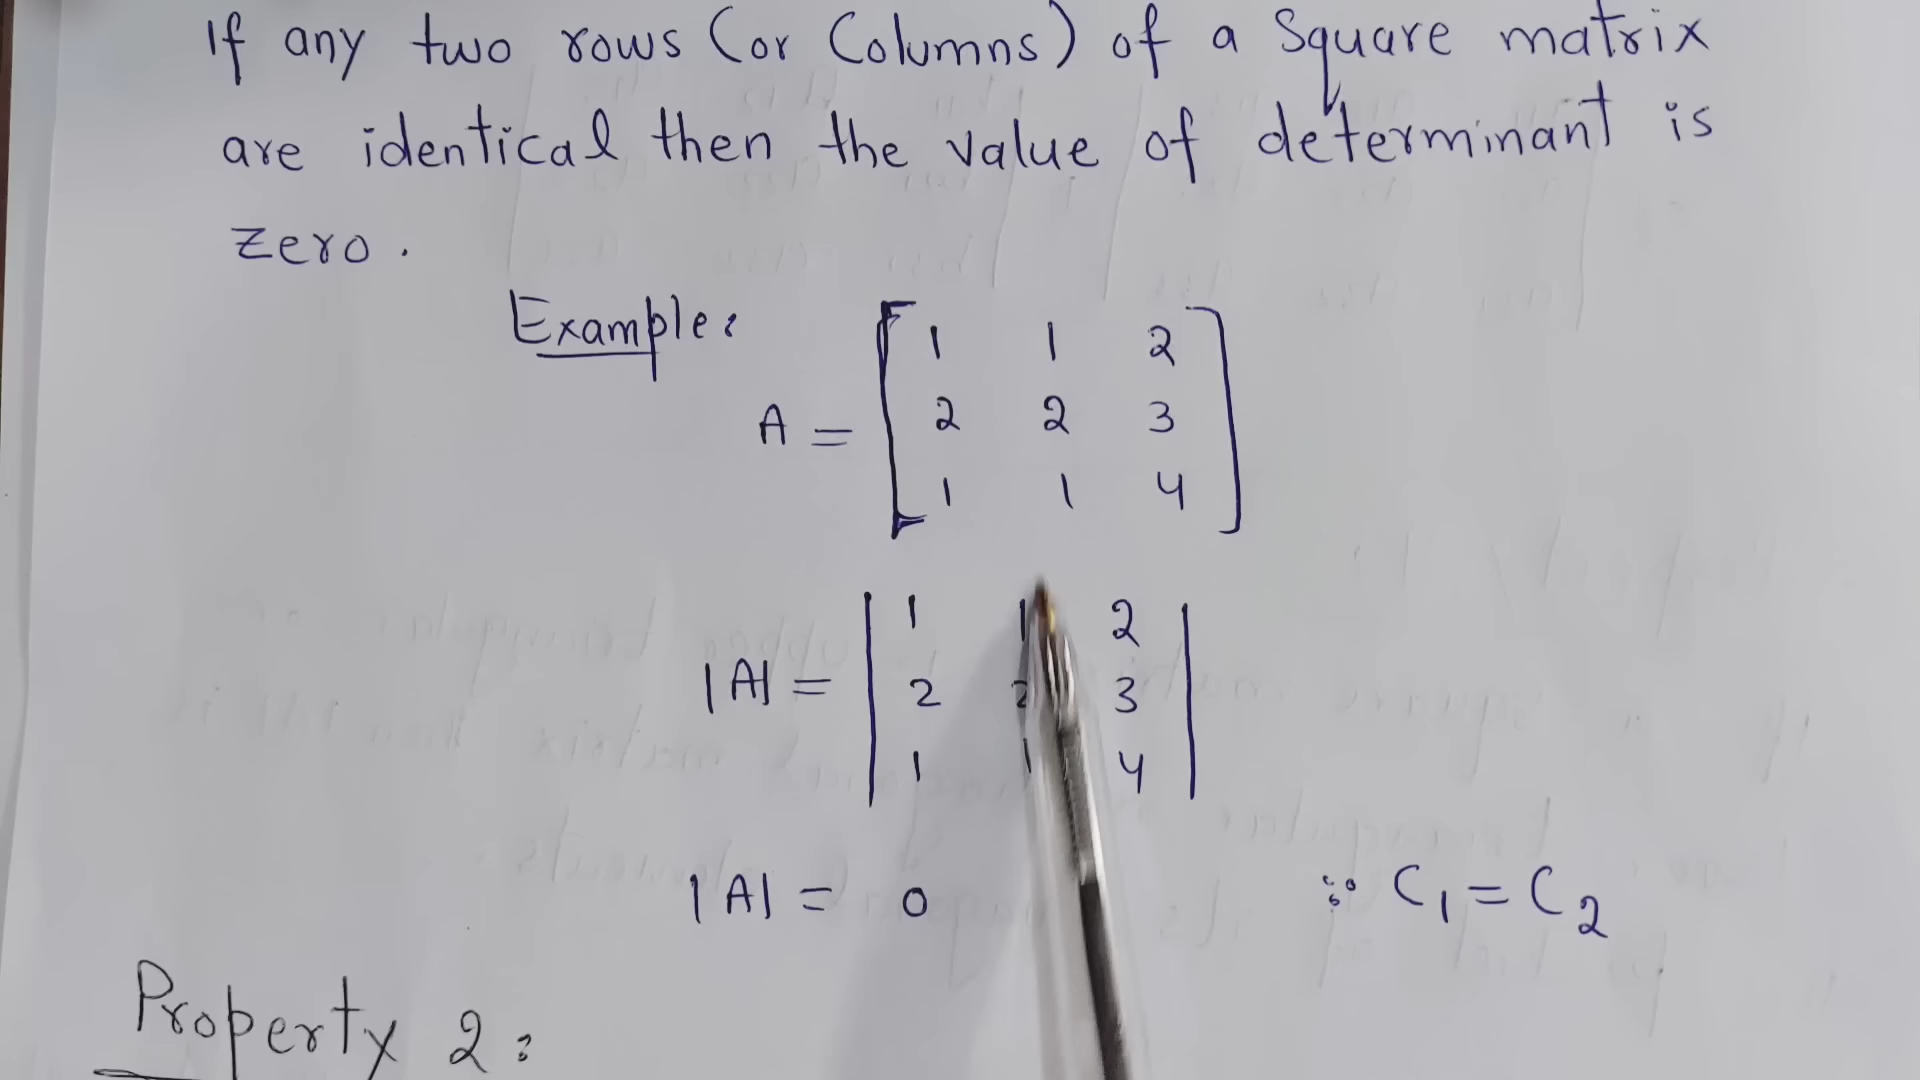 If any two rows (or Columns) of a Square matrix
are identical then the value of determinant is
zero.
Example:
1 1 2
A = 2 2 3
1 1 4
1 1 2
|A| = 2 2 3
1 1 4
|A| = 0 ∵ C₁ = C₂
Property 2: